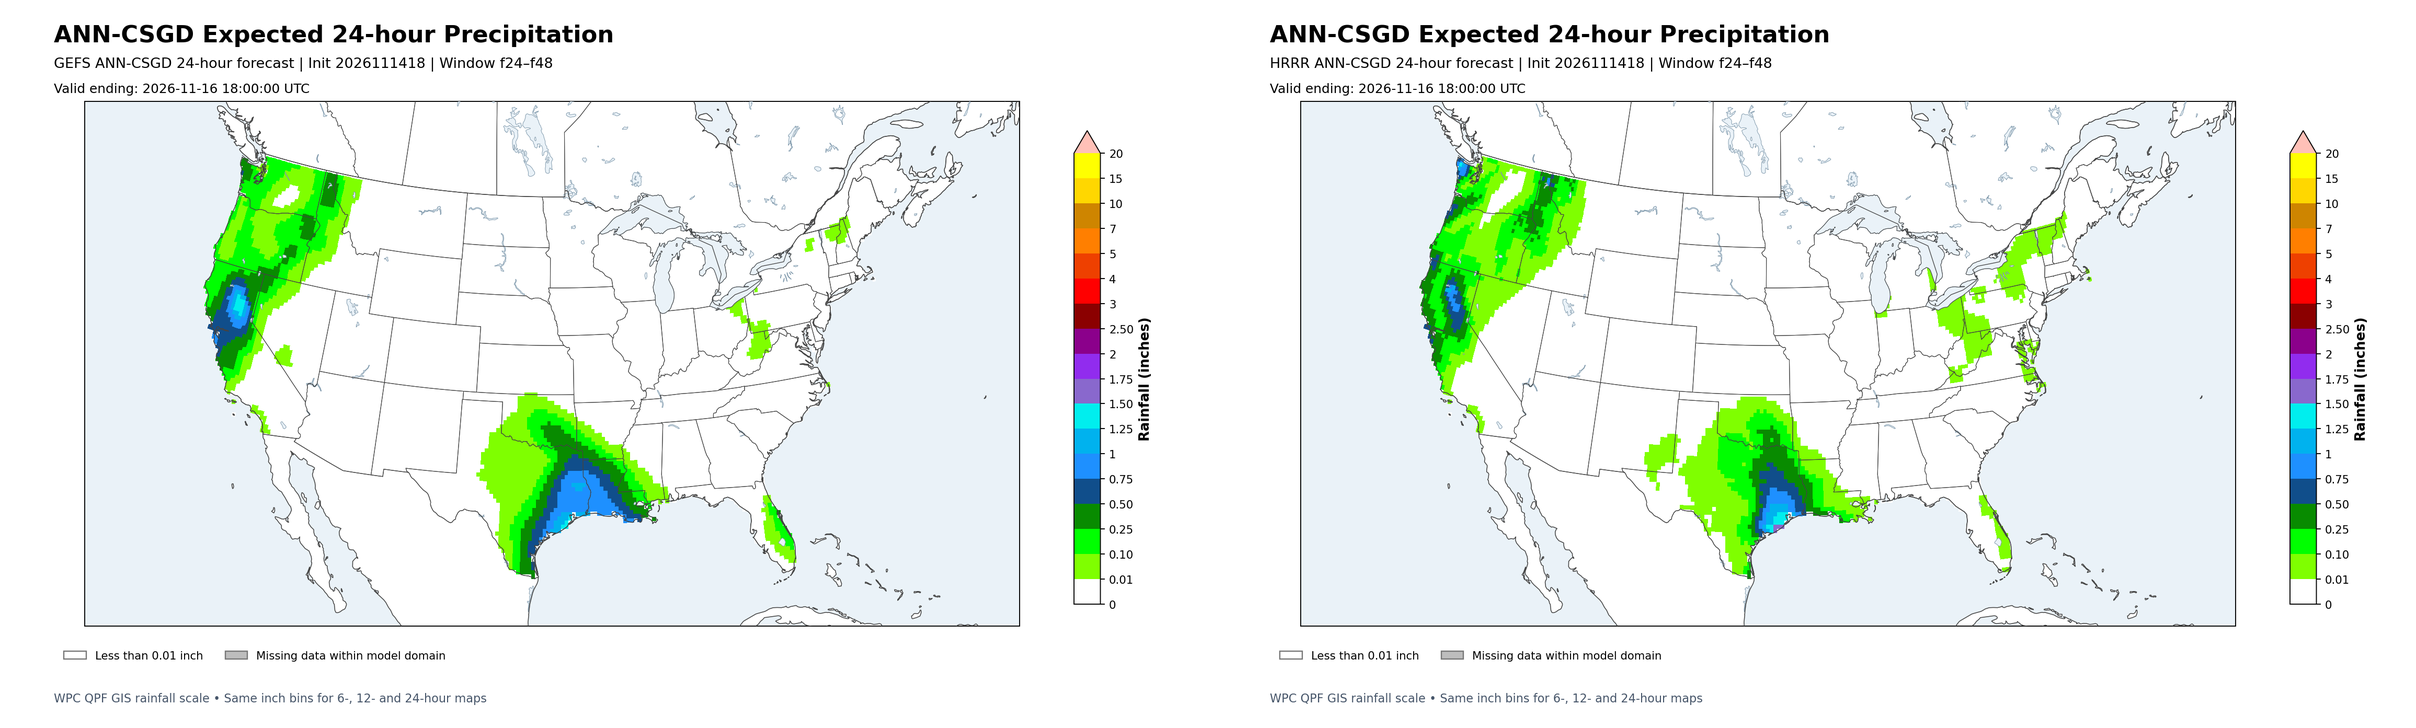 ANN-CSGD Expected 24-hour Precipitation
GEFS ANN-CSGD 24-hour forecast | Init 2026111418 | Window f24–f48
Valid ending: 2026-11-16 18:00:00 UTC
20
15
10
7
5
4
3
2.50
2
1.75
1.50
1.25
1
0.75
0.50
0.25
0.10
0.01
0
Rainfall (inches)
Less than 0.01 inch
Missing data within model domain
WPC QPF GIS rainfall scale • Same inch bins for 6-, 12- and 24-hour maps
ANN-CSGD Expected 24-hour Precipitation
HRRR ANN-CSGD 24-hour forecast | Init 2026111418 | Window f24–f48
Valid ending: 2026-11-16 18:00:00 UTC
20
15
10
7
5
4
3
2.50
2
1.75
1.50
1.25
1
0.75
0.50
0.25
0.10
0.01
0
Rainfall (inches)
Less than 0.01 inch
Missing data within model domain
WPC QPF GIS rainfall scale • Same inch bins for 6-, 12- and 24-hour maps